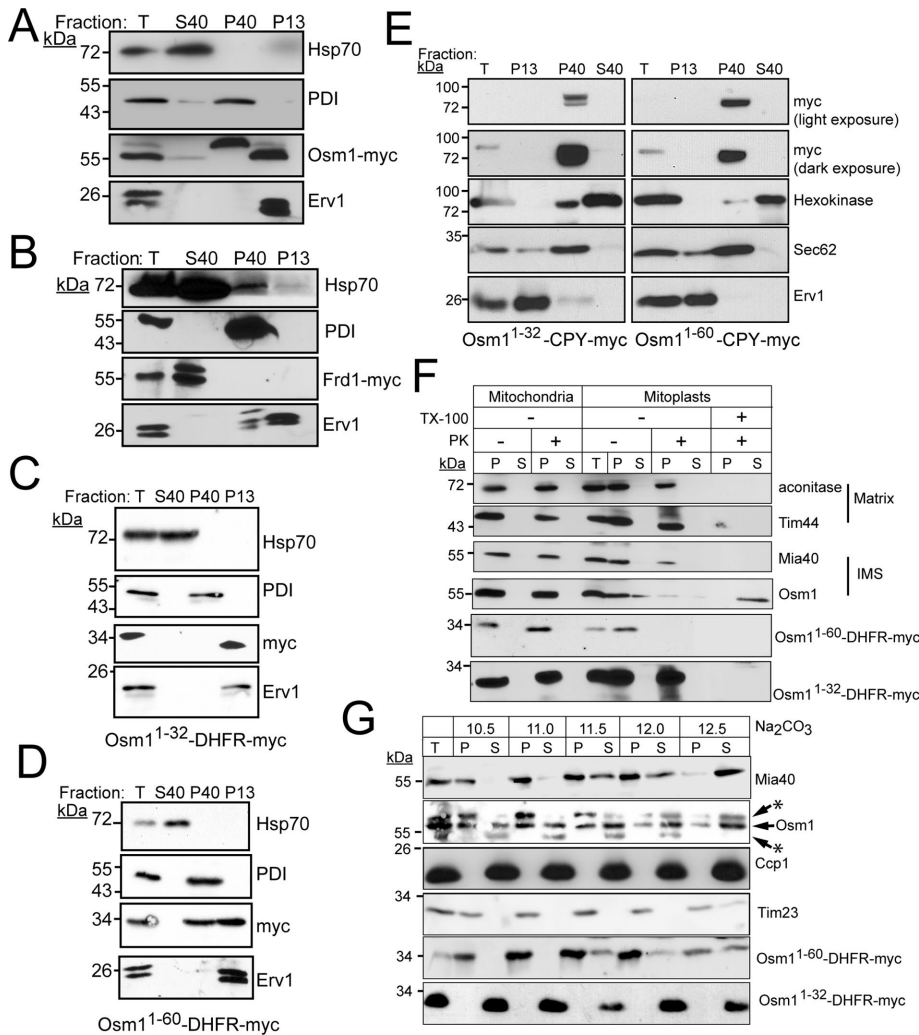 A
Fraction: T S40 P40 P13
kDa
72 Hsp70
55
43 PDI
55 Osm1-myc
26 Erv1
B
Fraction: T S40 P40 P13
kDa 72 Hsp70
55
43 PDI
55 Frd1-myc
26 Erv1
C
Fraction: T S40 P40 P13
kDa
72 Hsp70
55
43 PDI
34 myc
26 Erv1
Osm1 1-32-DHFR-myc
D
Fraction: T S40 P40 P13
kDa
72 Hsp70
55
43 PDI
34 myc
26 Erv1
Osm1 1-60-DHFR-myc
E
Fraction:
kDa T P13 P40 S40 T P13 P40 S40
100
72 myc
(light exposure)
100
72 myc
(dark exposure)
100
72 Hexokinase
35 Sec62
26 Erv1
Osm1 1-32-CPY-myc Osm1 1-60-CPY-myc
F
Mitochondria Mitoplasts
TX-100 - - +
PK - + - + +
kDa P S P S T P S P S P S
72 aconitase
Matrix
43 Tim44
55 Mia40
IMS
55 Osm1
34 Osm1 1-60-DHFR-myc
34 Osm1 1-32-DHFR-myc
G
10.5 11.0 11.5 12.0 12.5 Na2CO3
kDa T P S P S P S P S P S
55 Mia40
*
Osm1
55 *
26 Ccp1
34 Tim23
34 Osm1 1-60-DHFR-myc
34 Osm1 1-32-DHFR-myc